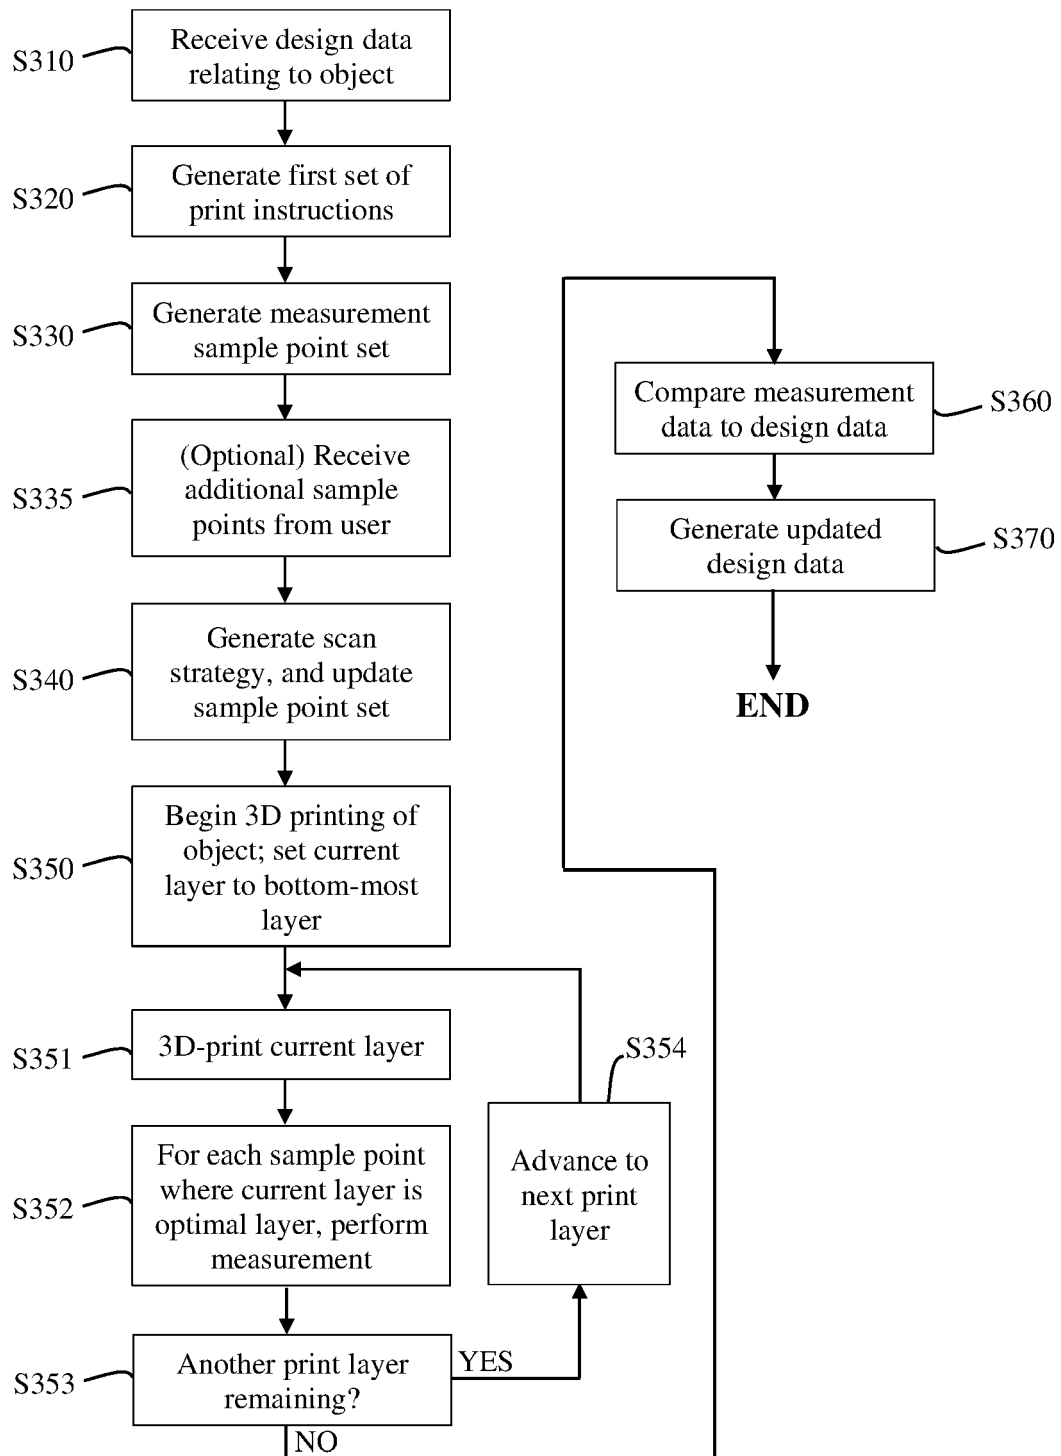 S310
Receive design data
relating to object
S320
Generate first set of
print instructions
S330
Generate measurement
sample point set
S335
(Optional) Receive
additional sample
points from user
S340
Generate scan
strategy, and update
sample point set
S350
Begin 3D printing of
object; set current
layer to bottom-most
layer
S351
3D-print current layer
S352
For each sample point
where current layer is
optimal layer, perform
measurement
S353
Another print layer
remaining?
YES
NO
S354
Advance to
next print
layer
Compare measurement
data to design data
S360
Generate updated
design data
S370
END